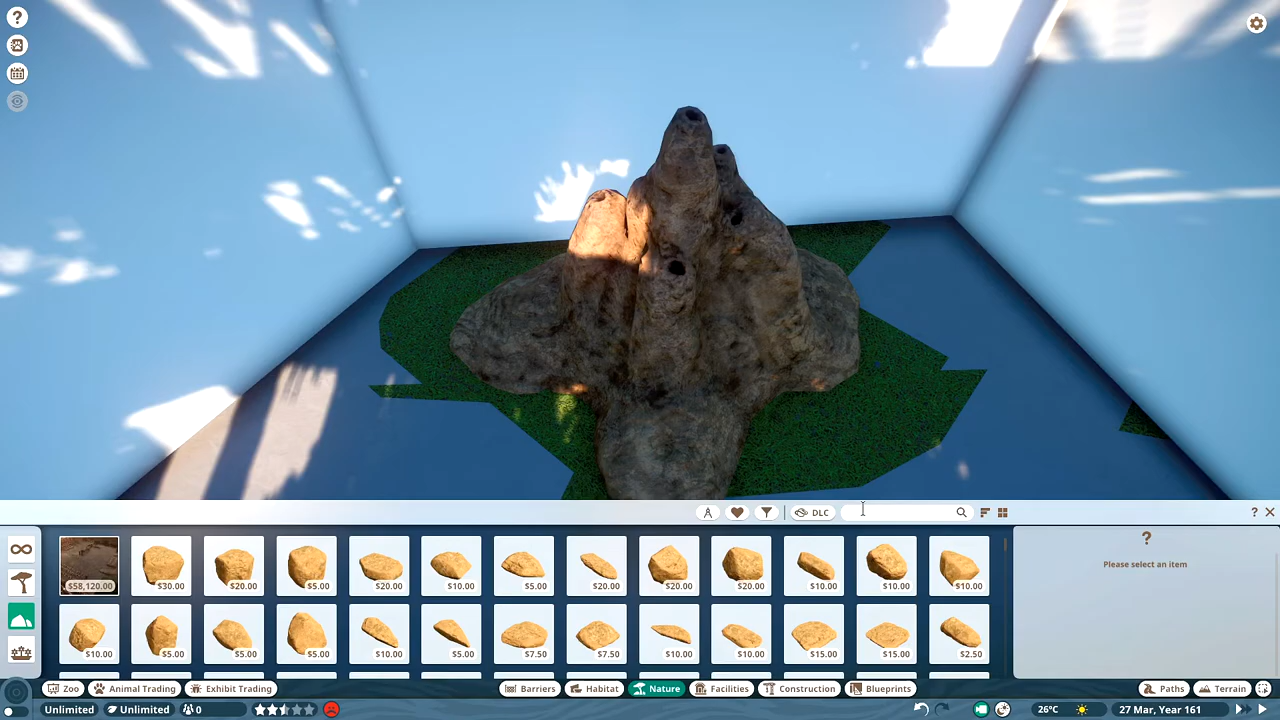 DLC
?
$58,120.00 $30.00 $20.00 $5.00 $20.00 $10.00 $5.00 $20.00 $20.00 $20.00 $10.00 $10.00 $10.00
Please select an item
$10.00 $5.00 $5.00 $5.00 $10.00 $5.00 $7.50 $7.50 $10.00 $10.00 $15.00 $15.00 $2.50
Zoo Animal Trading Exhibit Trading Barriers Habitat Nature Facilities Construction Blueprints Paths Terrain
Unlimited Unlimited 0 26°C 27 Mar, Year 161